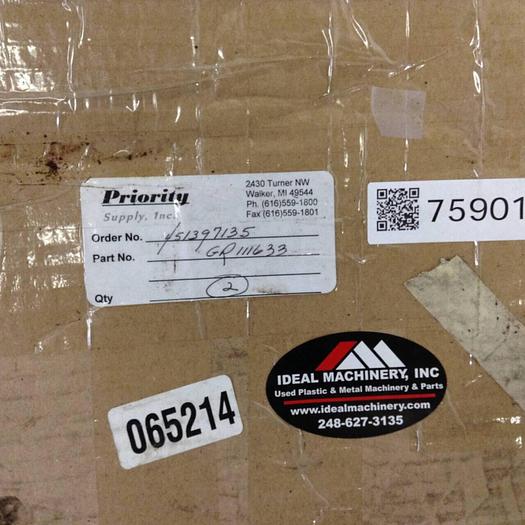 Priority
Supply, Inc.
2430 Turner NW
Walker, MI 49544
Ph. (616)559-1800
Fax (616)559-1801
Order No. 451397135
Part No. GR111633
Qty 2
75901
IDEAL MACHINERY, INC
Used Plastic & Metal Machinery & Parts
www.idealmachinery.com
248-627-3135
065214